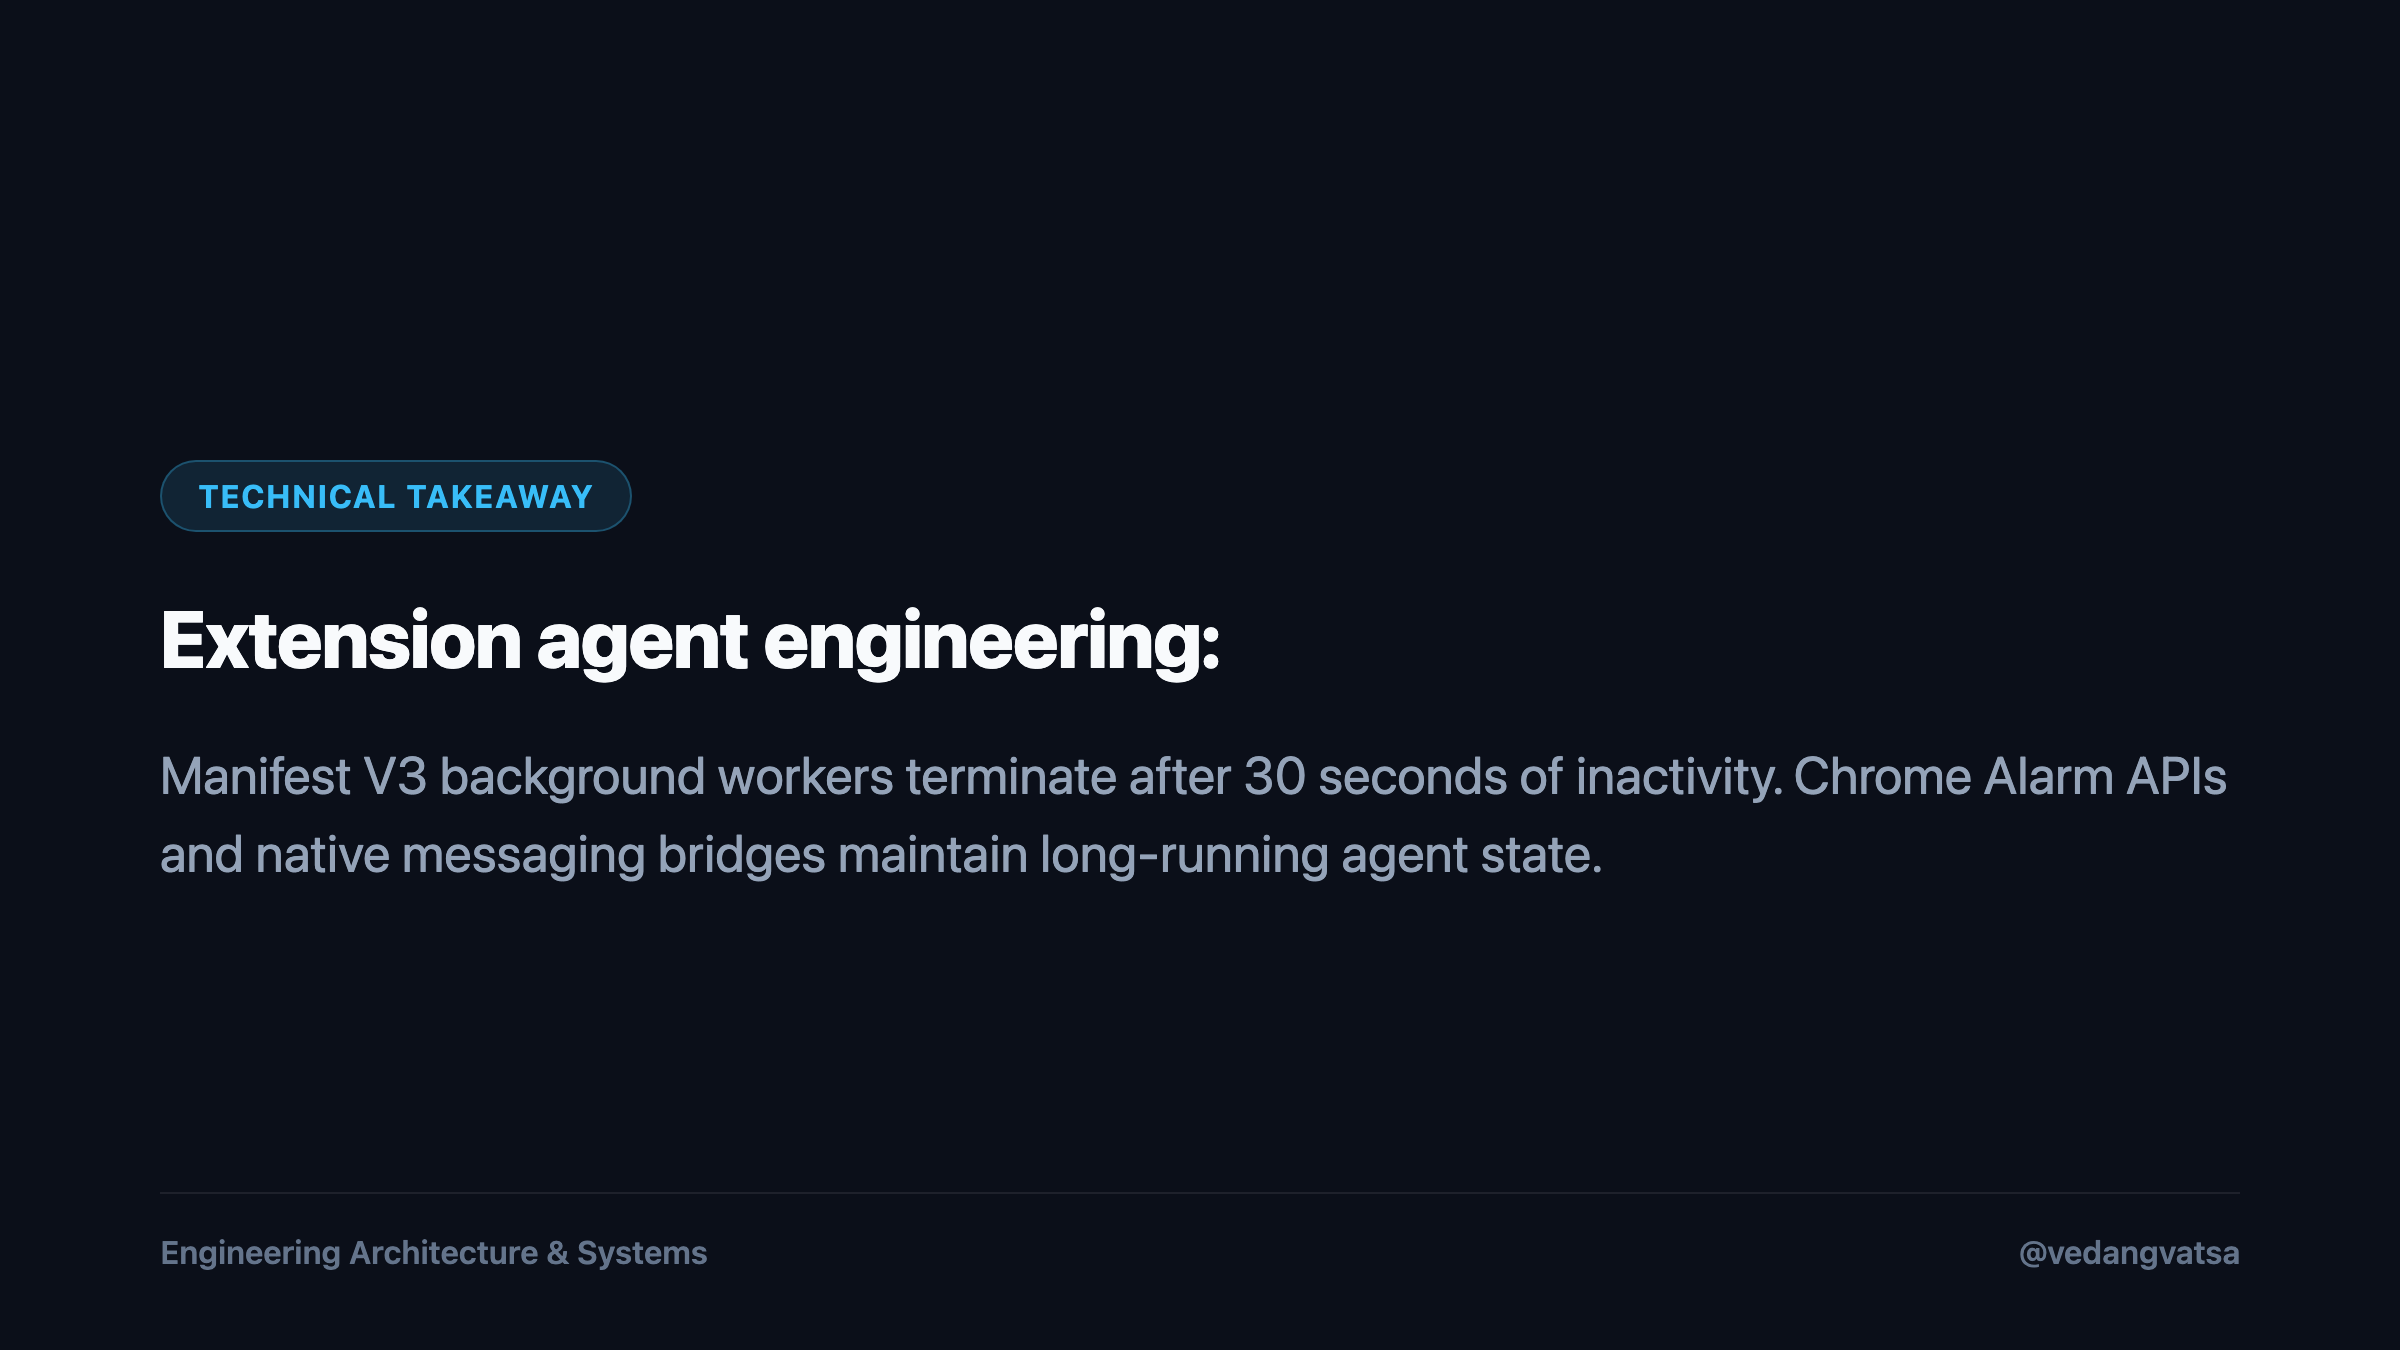 TECHNICAL TAKEAWAY
Extension agent engineering:
Manifest V3 background workers terminate after 30 seconds of inactivity. Chrome Alarm APIs
and native messaging bridges maintain long-running agent state.
Engineering Architecture & Systems
@vedangvatsa